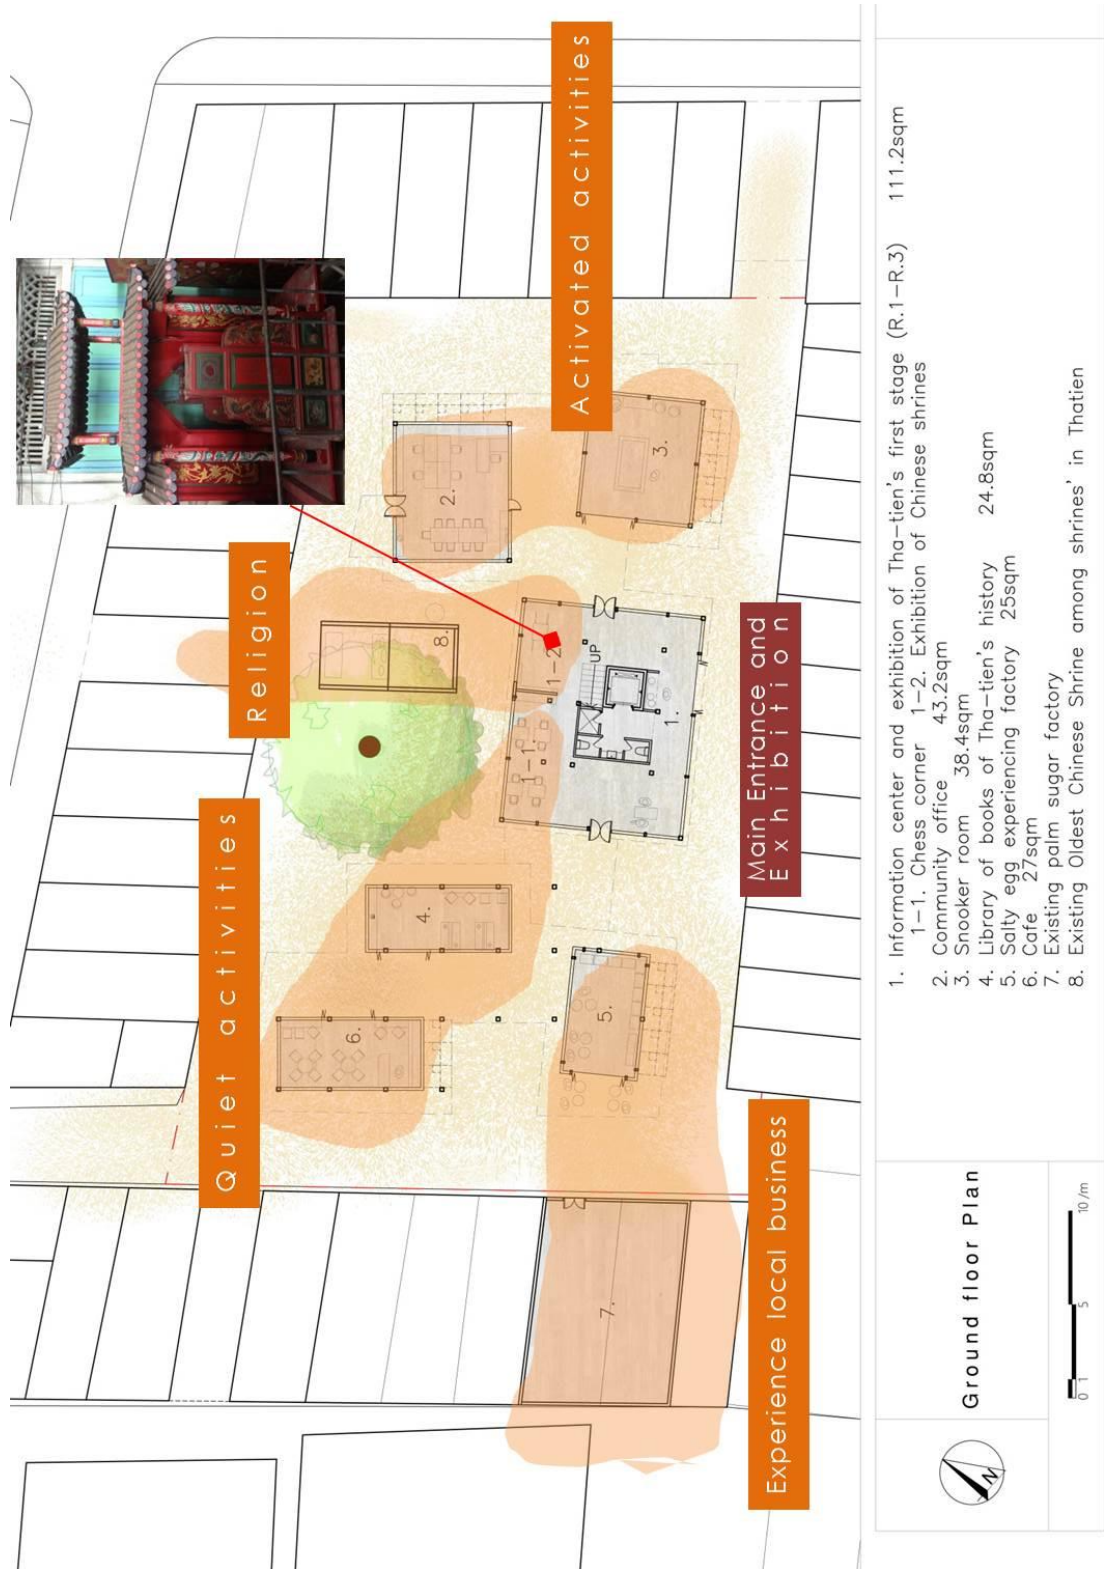 Quiet activities
Religion
Activated activities
Experience local business
Main Entrance and
Exhibition
6.
4.
8.
2.
1-1.
1-2.
UP
1.
3.
5.
7.
Ground floor Plan
N
0 1 5 10/m
1. Information center and exhibition of Tha-tien's first stage (R.1-R.3) 111.2sqm
1-1. Chess corner 1-2. Exhibition of Chinese shrines
2. Community office 43.2sqm
3. Snooker room 38.4sqm
4. Library of books of Tha-tien's history 24.8sqm
5. Salty egg experiencing factory 25sqm
6. Cafe 27sqm
7. Existing palm sugar factory
8. Existing Oldest Chinese Shrine among shrines' in Thatien